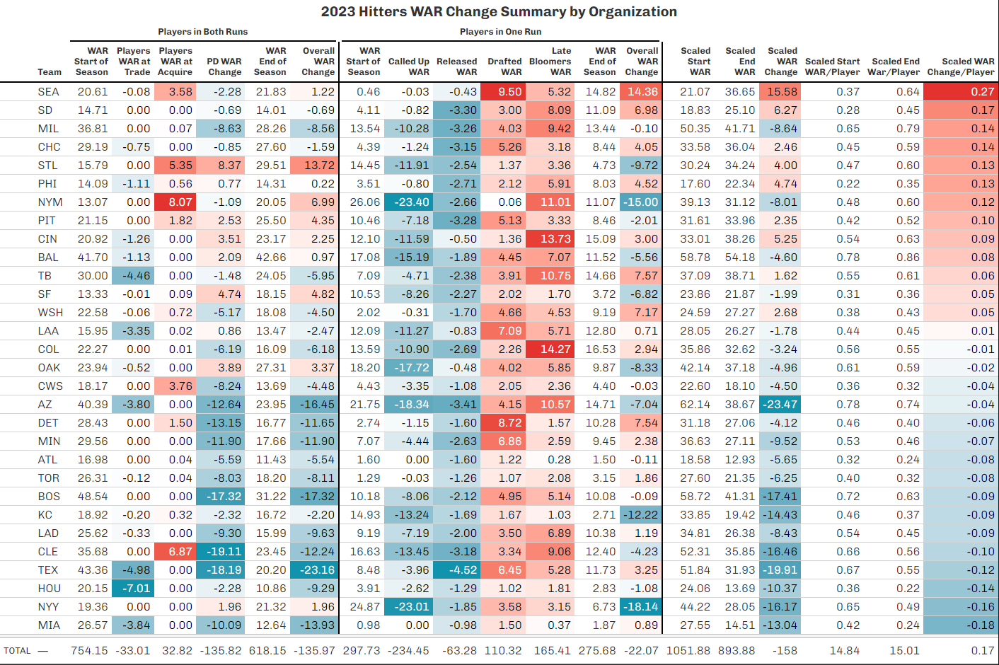 2023 Hitters WAR Change Summary by Organization
Players in Both Runs Players in One Run
WAR Players Players WAR Overall WAR Late WAR Overall Scaled Scaled Scaled
Start of WAR at WAR at PD WAR End of WAR Start of Called Up Released Drafted Bloomers End of WAR Start End WAR Scaled Start Scaled End Scaled WAR
Team Season Trade Acquire Change Season Change Season WAR WAR WAR WAR Season Change WAR WAR Change WAR/Player War/Player Change/Player
SEA 20.61 -0.08 3.58 -2.28 21.83 1.22 0.46 -0.03 -0.43 9.50 5.32 14.82 14.36 21.07 36.65 15.58 0.37 0.64 0.27
SD 14.71 0.00 0.00 -0.69 14.01 -0.69 4.11 -0.82 -3.30 3.00 8.09 11.09 6.98 18.83 25.10 6.27 0.28 0.45 0.17
MIL 36.81 0.00 0.07 -8.63 28.26 -8.56 13.54 -10.28 -3.26 4.03 9.42 13.44 -0.10 50.35 41.71 -8.64 0.65 0.79 0.14
CHC 29.19 -0.75 0.00 -0.85 27.60 -1.59 4.39 -1.24 -3.15 5.26 3.18 8.44 4.05 33.58 36.04 2.46 0.45 0.59 0.14
STL 15.79 0.00 5.35 8.37 29.51 13.72 14.45 -11.91 -2.54 1.37 3.36 4.73 -9.72 30.24 34.24 4.00 0.47 0.60 0.13
PHI 14.09 -1.11 0.56 0.77 14.31 0.22 3.51 -0.80 -2.71 2.12 5.91 8.03 4.52 17.60 22.34 4.74 0.22 0.35 0.13
NYM 13.07 0.00 8.07 -1.09 20.05 6.99 26.06 -23.40 -2.66 0.06 11.01 11.07 -15.00 39.13 31.12 -8.01 0.48 0.60 0.12
PIT 21.15 0.00 1.82 2.53 25.50 4.35 10.46 -7.18 -3.28 5.13 3.33 8.46 -2.01 31.61 33.96 2.35 0.42 0.52 0.10
CIN 20.92 -1.26 0.00 3.51 23.17 2.25 12.10 -11.59 -0.50 1.36 13.73 15.09 3.00 33.01 38.26 5.25 0.54 0.63 0.09
BAL 41.70 -1.13 0.00 2.09 42.66 0.97 17.08 -15.19 -1.89 4.45 7.07 11.52 -5.56 58.78 54.18 -4.60 0.78 0.86 0.08
TB 30.00 -4.46 0.00 -1.48 24.05 -5.95 7.09 -4.71 -2.38 3.91 10.75 14.66 7.57 37.09 38.71 1.62 0.55 0.61 0.06
SF 13.33 -0.01 0.09 4.74 18.15 4.82 10.53 -8.26 -2.27 2.02 1.70 3.72 -6.82 23.86 21.87 -1.99 0.31 0.36 0.05
WSH 22.58 -0.06 0.72 -5.17 18.08 -4.50 2.02 -0.31 -1.70 4.66 4.53 9.19 7.17 24.59 27.27 2.68 0.38 0.43 0.05
LAA 15.95 -3.35 0.02 0.86 13.47 -2.47 12.09 -11.27 -0.83 7.09 5.71 12.80 0.71 28.05 26.27 -1.78 0.44 0.45 0.01
COL 22.27 0.00 0.01 -6.19 16.09 -6.18 13.59 -10.90 -2.69 2.26 14.27 16.53 2.94 35.86 32.62 -3.24 0.56 0.55 -0.01
OAK 23.94 -0.52 0.00 3.89 27.31 3.37 18.20 -17.72 -0.48 4.02 5.85 9.87 -8.33 42.14 37.18 -4.96 0.61 0.59 -0.02
CWS 18.17 0.00 3.76 -8.24 13.69 -4.48 4.43 -3.35 -1.08 2.05 2.36 4.40 -0.03 22.60 18.10 -4.50 0.36 0.32 -0.04
AZ 40.39 -3.80 0.00 -12.64 23.95 -16.45 21.75 -18.34 -3.41 4.15 10.57 14.71 -7.04 62.14 38.67 -23.47 0.78 0.74 -0.04
DET 28.43 0.00 1.50 -13.15 16.77 -11.65 2.74 -1.15 -1.60 8.72 1.57 10.28 7.54 31.18 27.06 -4.12 0.46 0.40 -0.06
MIN 29.56 0.00 0.00 -11.90 17.66 -11.90 7.07 -4.44 -2.63 6.86 2.59 9.45 2.38 36.63 27.11 -9.52 0.53 0.46 -0.07
ATL 16.98 0.00 0.04 -5.59 11.43 -5.54 1.60 0.00 -1.60 1.22 0.28 1.50 -0.11 18.58 12.93 -5.65 0.32 0.24 -0.08
TOR 26.31 -0.12 0.04 -8.03 18.20 -8.11 1.29 -0.03 -1.26 1.07 2.08 3.15 1.86 27.60 21.35 -6.25 0.40 0.32 -0.08
BOS 48.54 0.00 0.00 -17.32 31.22 -17.32 10.18 -8.06 -2.12 4.95 5.14 10.08 -0.09 58.72 41.31 -17.41 0.72 0.63 -0.09
KC 18.92 -0.20 0.32 -2.32 16.72 -2.20 14.93 -13.24 -1.69 1.67 1.03 2.71 -12.22 33.85 19.42 -14.43 0.46 0.37 -0.09
LAD 25.62 -0.33 0.00 -9.30 15.99 -9.63 9.19 -7.19 -2.00 3.50 6.89 10.38 1.19 34.81 26.38 -8.43 0.54 0.45 -0.09
CLE 35.68 0.00 6.87 -19.11 23.45 -12.24 16.63 -13.45 -3.18 3.34 9.06 12.40 -4.23 52.31 35.85 -16.46 0.66 0.56 -0.10
TEX 43.36 -4.98 0.00 -18.19 20.20 -23.16 8.48 -3.96 -4.52 6.45 5.28 11.73 3.25 51.84 31.93 -19.91 0.67 0.55 -0.12
HOU 20.15 -7.01 0.00 -2.28 10.86 -9.29 3.91 -2.62 -1.29 1.02 1.81 2.83 -1.08 24.06 13.69 -10.37 0.36 0.22 -0.14
NYY 19.36 0.00 0.00 1.96 21.32 1.96 24.87 -23.01 -1.85 3.58 3.15 6.73 -18.14 44.22 28.05 -16.17 0.65 0.49 -0.16
MIA 26.57 -3.84 0.00 -10.09 12.64 -13.93 0.98 0.00 -0.98 1.50 0.37 1.87 0.89 27.55 14.51 -13.04 0.42 0.24 -0.18
TOTAL — 754.15 -33.01 32.82 -135.82 618.15 -135.97 297.73 -234.45 -63.28 110.32 165.41 275.68 -22.07 1051.88 893.88 -158 14.84 15.01 0.17